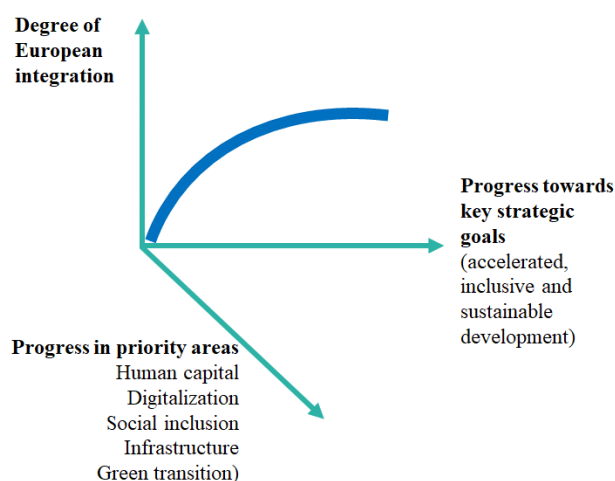 Degree of
European
integration
Progress towards
key strategic
goals
(accelerated,
inclusive and
sustainable
development)
Progress in priority areas
Human capital
Digitalization
Social inclusion
Infrastructure
Green transition)